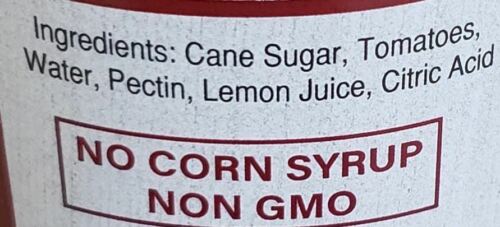 Ingredients: Cane Sugar, Tomatoes,
Water, Pectin, Lemon Juice, Citric Acid
NO CORN SYRUP
NON GMO